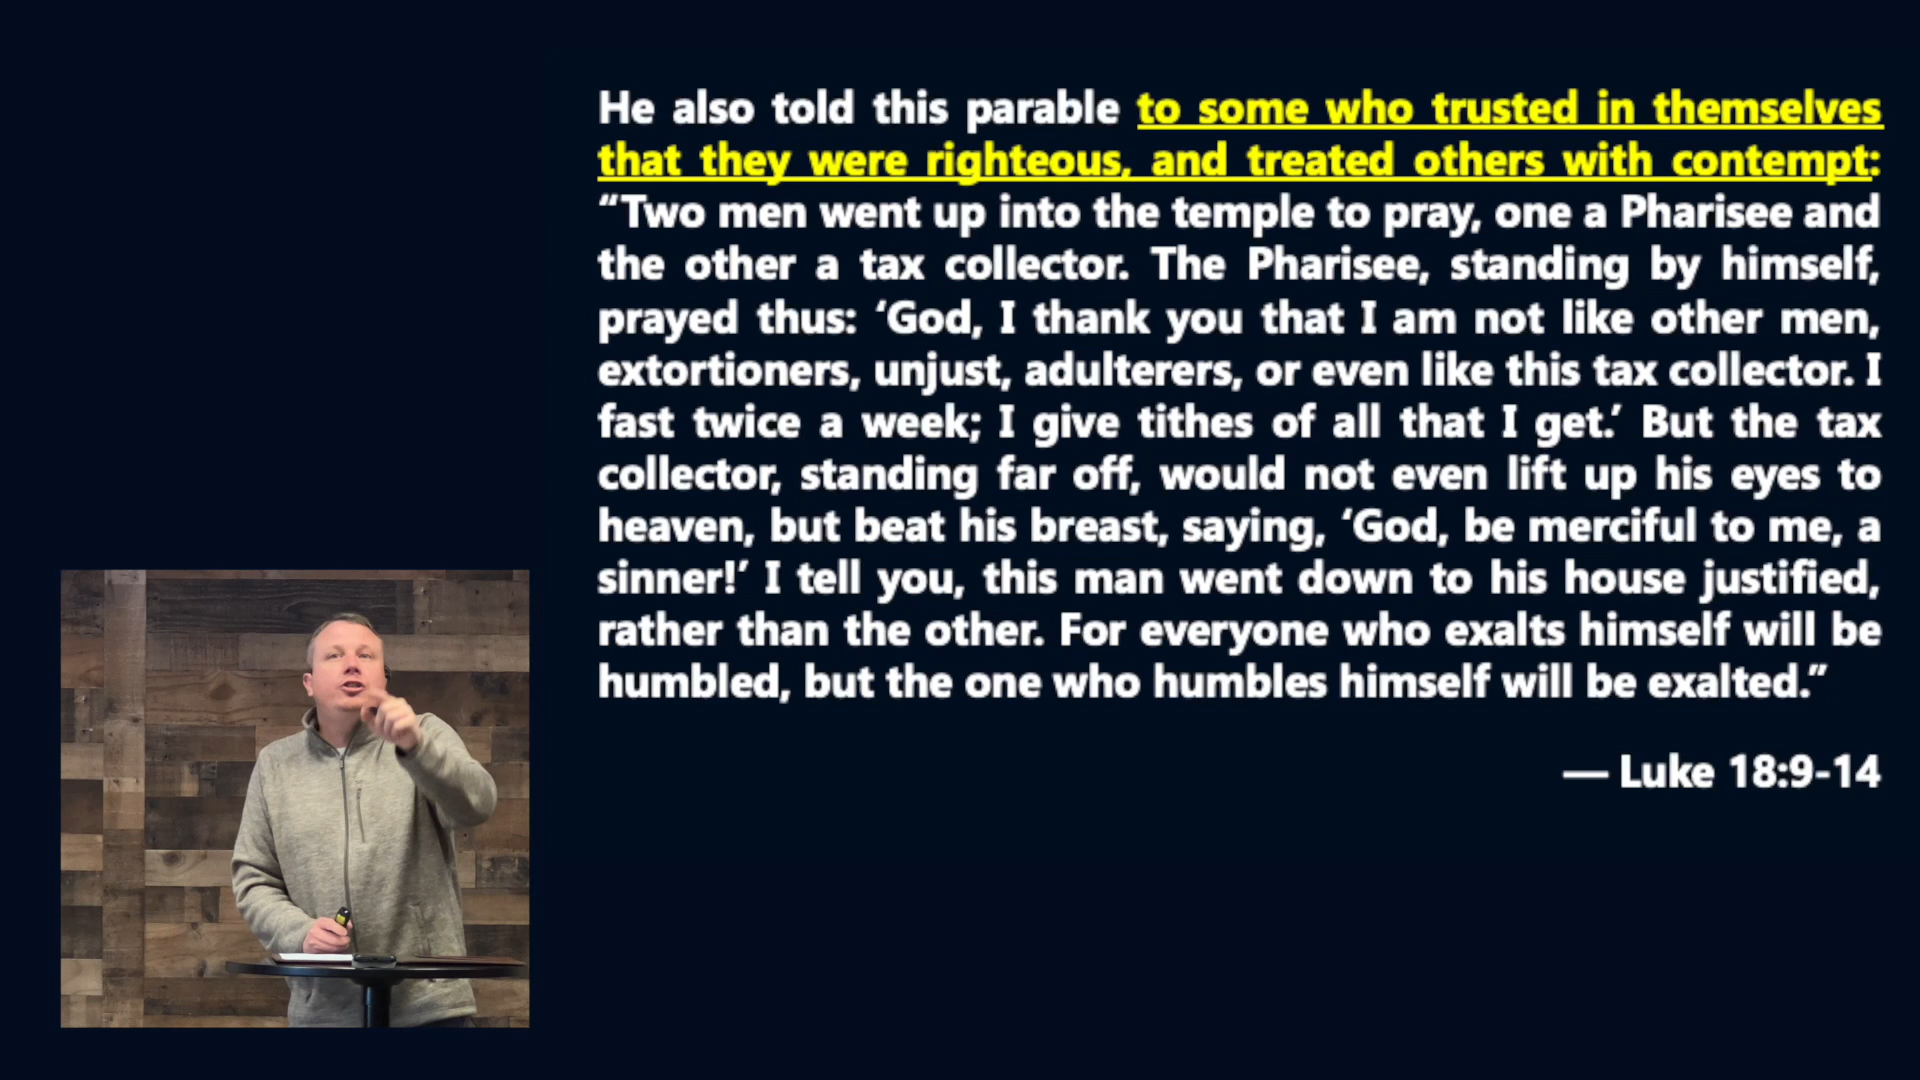 He also told this parable to some who trusted in themselves
that they were righteous, and treated others with contempt:
“Two men went up into the temple to pray, one a Pharisee and
the other a tax collector. The Pharisee, standing by himself,
prayed thus: ‘God, I thank you that I am not like other men,
extortioners, unjust, adulterers, or even like this tax collector. I
fast twice a week; I give tithes of all that I get.’ But the tax
collector, standing far off, would not even lift up his eyes to
heaven, but beat his breast, saying, ‘God, be merciful to me, a
sinner!’ I tell you, this man went down to his house justified,
rather than the other. For everyone who exalts himself will be
humbled, but the one who humbles himself will be exalted.”
— Luke 18:9-14